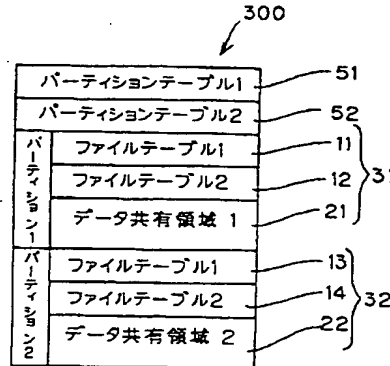 300
パーティションテーブル1 51
パーティションテーブル2 52
パーティション1
ファイルテーブル1 11
ファイルテーブル2 12
データ共有領域 1 21
31
パーティション2
ファイルテーブル1 13
ファイルテーブル2 14
データ共有領域 2 22
32